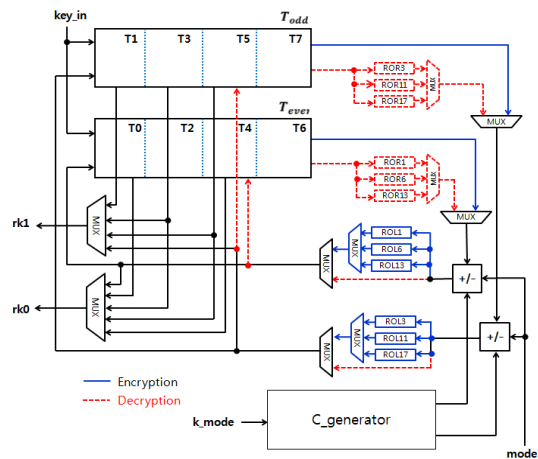 key_in
T_odd
T1 T3 T5 T7
ROR3
ROR11
ROR17
MUX
MUX
T_even
T0 T2 T4 T6
ROR1
ROR6
ROR13
MUX
MUX
rk1
MUX
ROL1
ROL6
ROL13
MUX
MUX
+/-
rk0
MUX
ROL3
ROL11
ROL17
MUX
MUX
+/-
Encryption
Decryption
k_mode
C_generator
mode